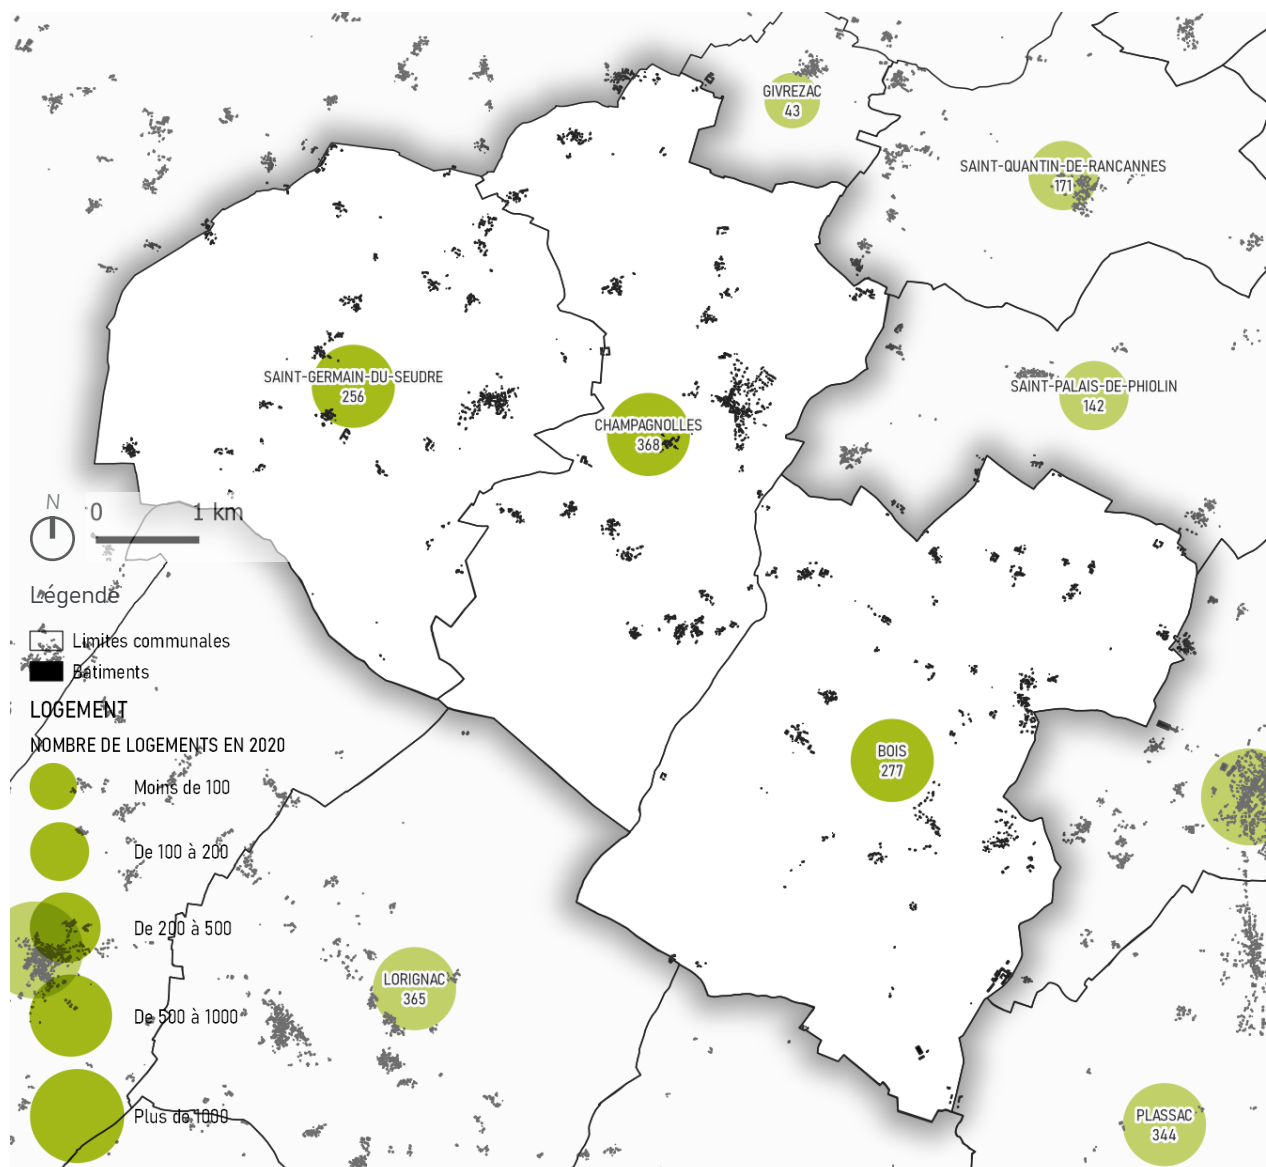 GIVREZAC
43
SAINT-QUANTIN-DE-RANCANNES
171
SAINT-GERMAIN-DU-SEUDRE
256
SAINT-PALAIS-DE-PHIOLIN
142
CHAMPAGNOLLES
368
N
0 1 km
Légende
Limites communales
Bâtiments
LOGEMENT
NOMBRE DE LOGEMENTS EN 2020
BOIS
277
Moins de 100
De 100 à 200
De 200 à 500
LORIGNAC
365
De 500 à 1000
Plus de 1000
PLASSAC
344